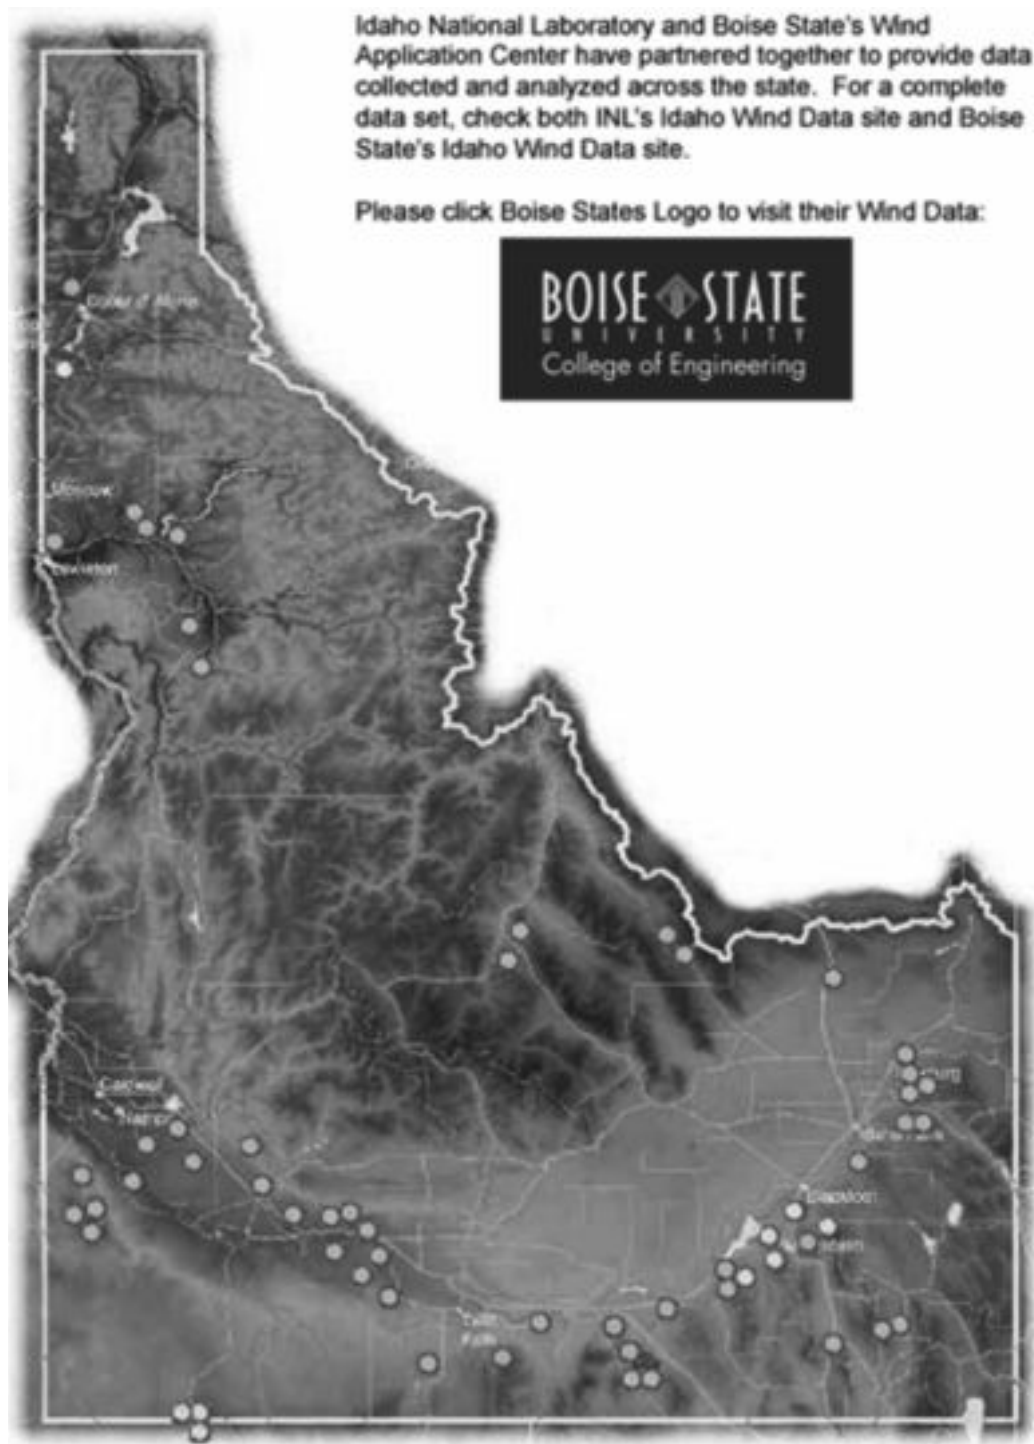 Idaho National Laboratory and Boise State's Wind
Application Center have partnered together to provide data
collected and analyzed across the state. For a complete
data set, check both INL's Idaho Wind Data site and Boise
State's Idaho Wind Data site.
Please click Boise States Logo to visit their Wind Data:
BOISE STATE
UNIVERSITY
College of Engineering
Moscow
Lewiston
Caldwell
Blackfoot
Falls